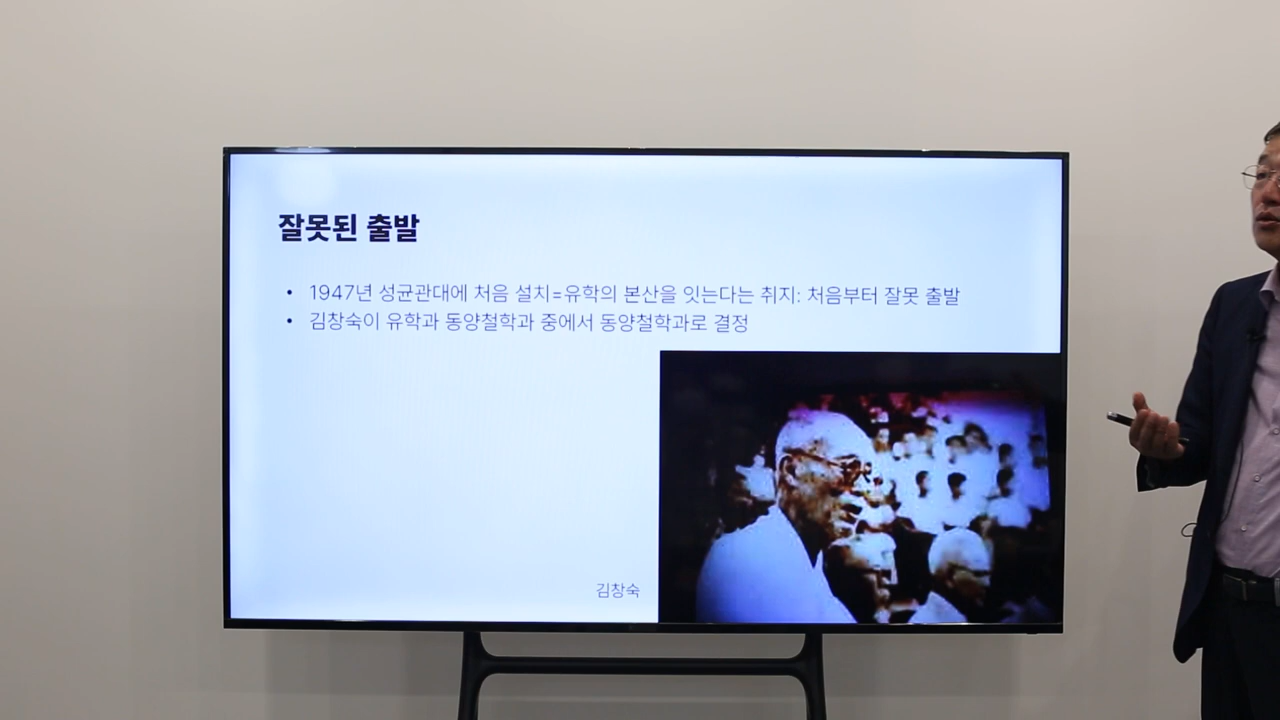 잘못된 출발
• 1947년 성균관대에 처음 설치=유학의 본산을 잇는다는 취지: 처음부터 잘못 출발
• 김창숙이 유학과 동양철학과 중에서 동양철학과로 결정
김창숙